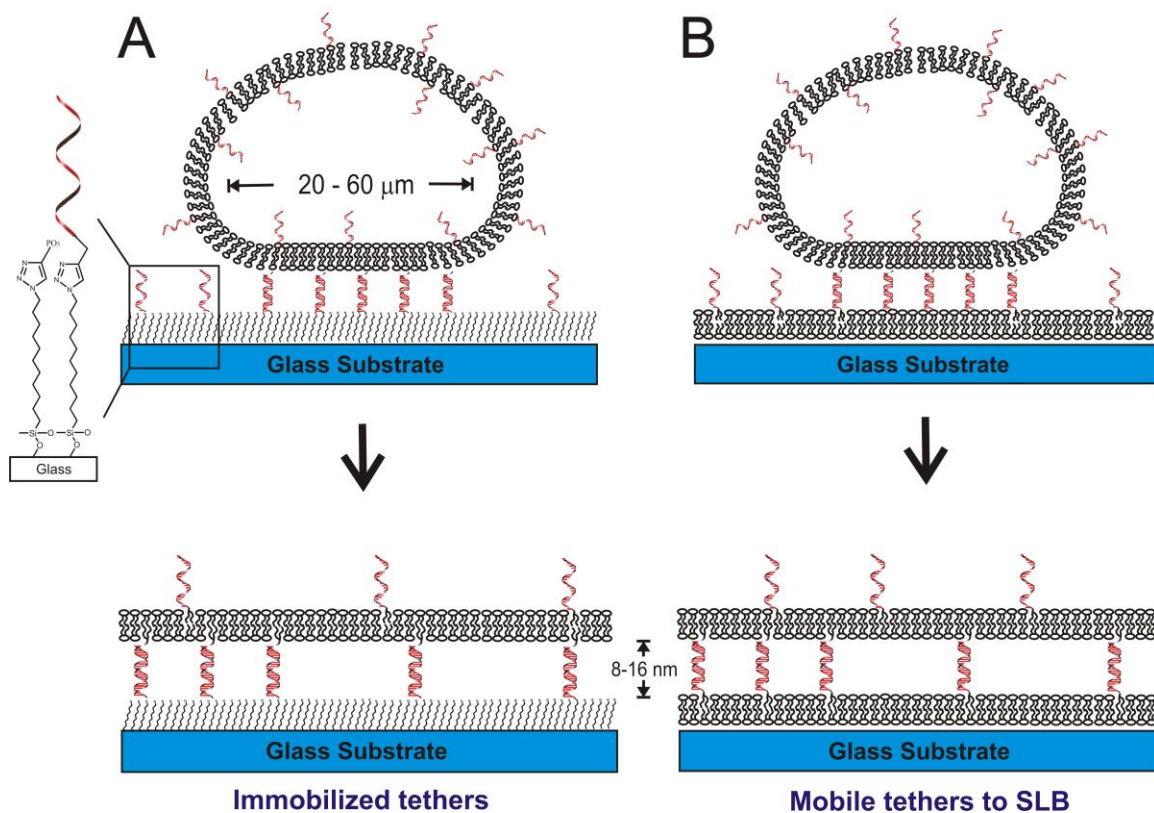 A
B
20 - 60 μm
PO₃
N
N
N
N
N
N
Si
O
Si
O
O
O
Glass
Glass Substrate
Glass Substrate
8-16 nm
Glass Substrate
Glass Substrate
Immobilized tethers
Mobile tethers to SLB